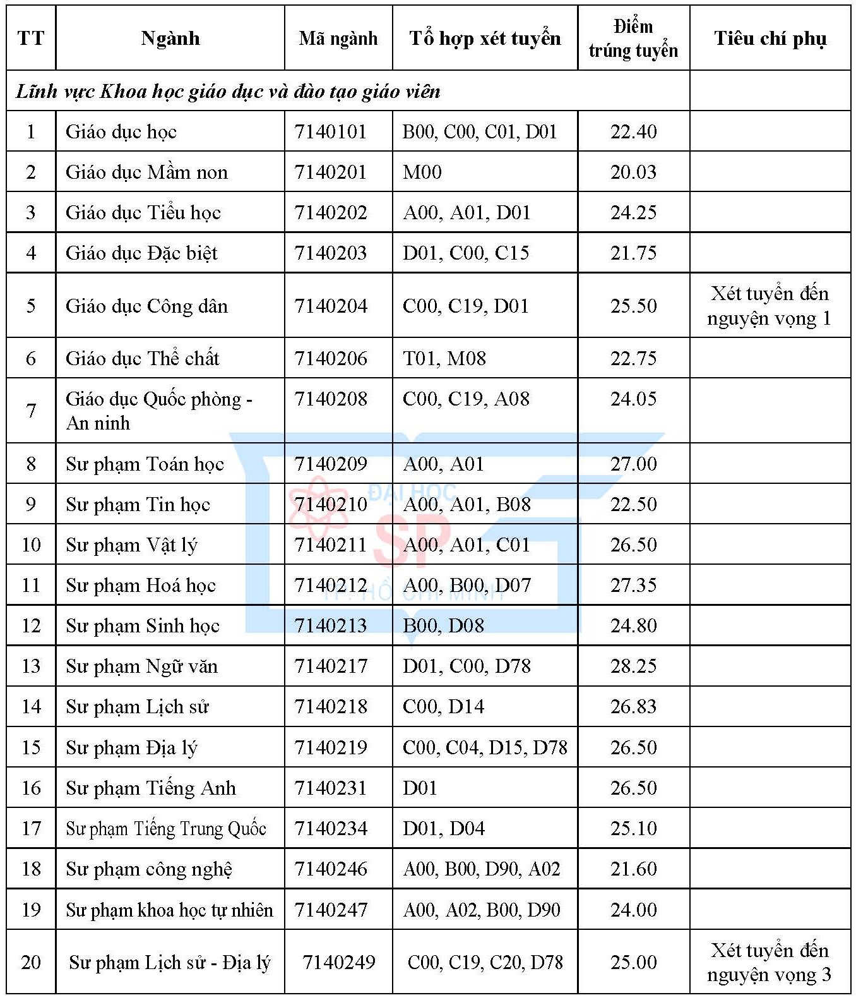 TT Ngành Mã ngành Tổ hợp xét tuyển Điểm trúng tuyển Tiêu chí phụ
Lĩnh vực Khoa học giáo dục và đào tạo giáo viên
1 Giáo dục học 7140101 B00, C00, C01, D01 22.40
2 Giáo dục Mầm non 7140201 M00 20.03
3 Giáo dục Tiểu học 7140202 A00, A01, D01 24.25
4 Giáo dục Đặc biệt 7140203 D01, C00, C15 21.75
5 Giáo dục Công dân 7140204 C00, C19, D01 25.50 Xét tuyển đến nguyện vọng 1
6 Giáo dục Thể chất 7140206 T01, M08 22.75
7 Giáo dục Quốc phòng - An ninh 7140208 C00, C19, A08 24.05
8 Sư phạm Toán học 7140209 A00, A01 27.00
ĐẠI HỌC
9 Sư phạm Tin học 7140210 A00, A01, B08 22.50
SP
10 Sư phạm Vật lý 7140211 A00, A01, C01 26.50
11 Sư phạm Hoá học 7140212 A00, B00, D07 27.35
TP. HỒ CHÍ MINH
12 Sư phạm Sinh học 7140213 B00, D08 24.80
13 Sư phạm Ngữ văn 7140217 D01, C00, D78 28.25
14 Sư phạm Lịch sử 7140218 C00, D14 26.83
15 Sư phạm Địa lý 7140219 C00, C04, D15, D78 26.50
16 Sư phạm Tiếng Anh 7140231 D01 26.50
17 Sư phạm Tiếng Trung Quốc 7140234 D01, D04 25.10
18 Sư phạm công nghệ 7140246 A00, B00, D90, A02 21.60
19 Sư phạm khoa học tự nhiên 7140247 A00, A02, B00, D90 24.00
20 Sư phạm Lịch sử - Địa lý 7140249 C00, C19, C20, D78 25.00 Xét tuyển đến nguyện vọng 3